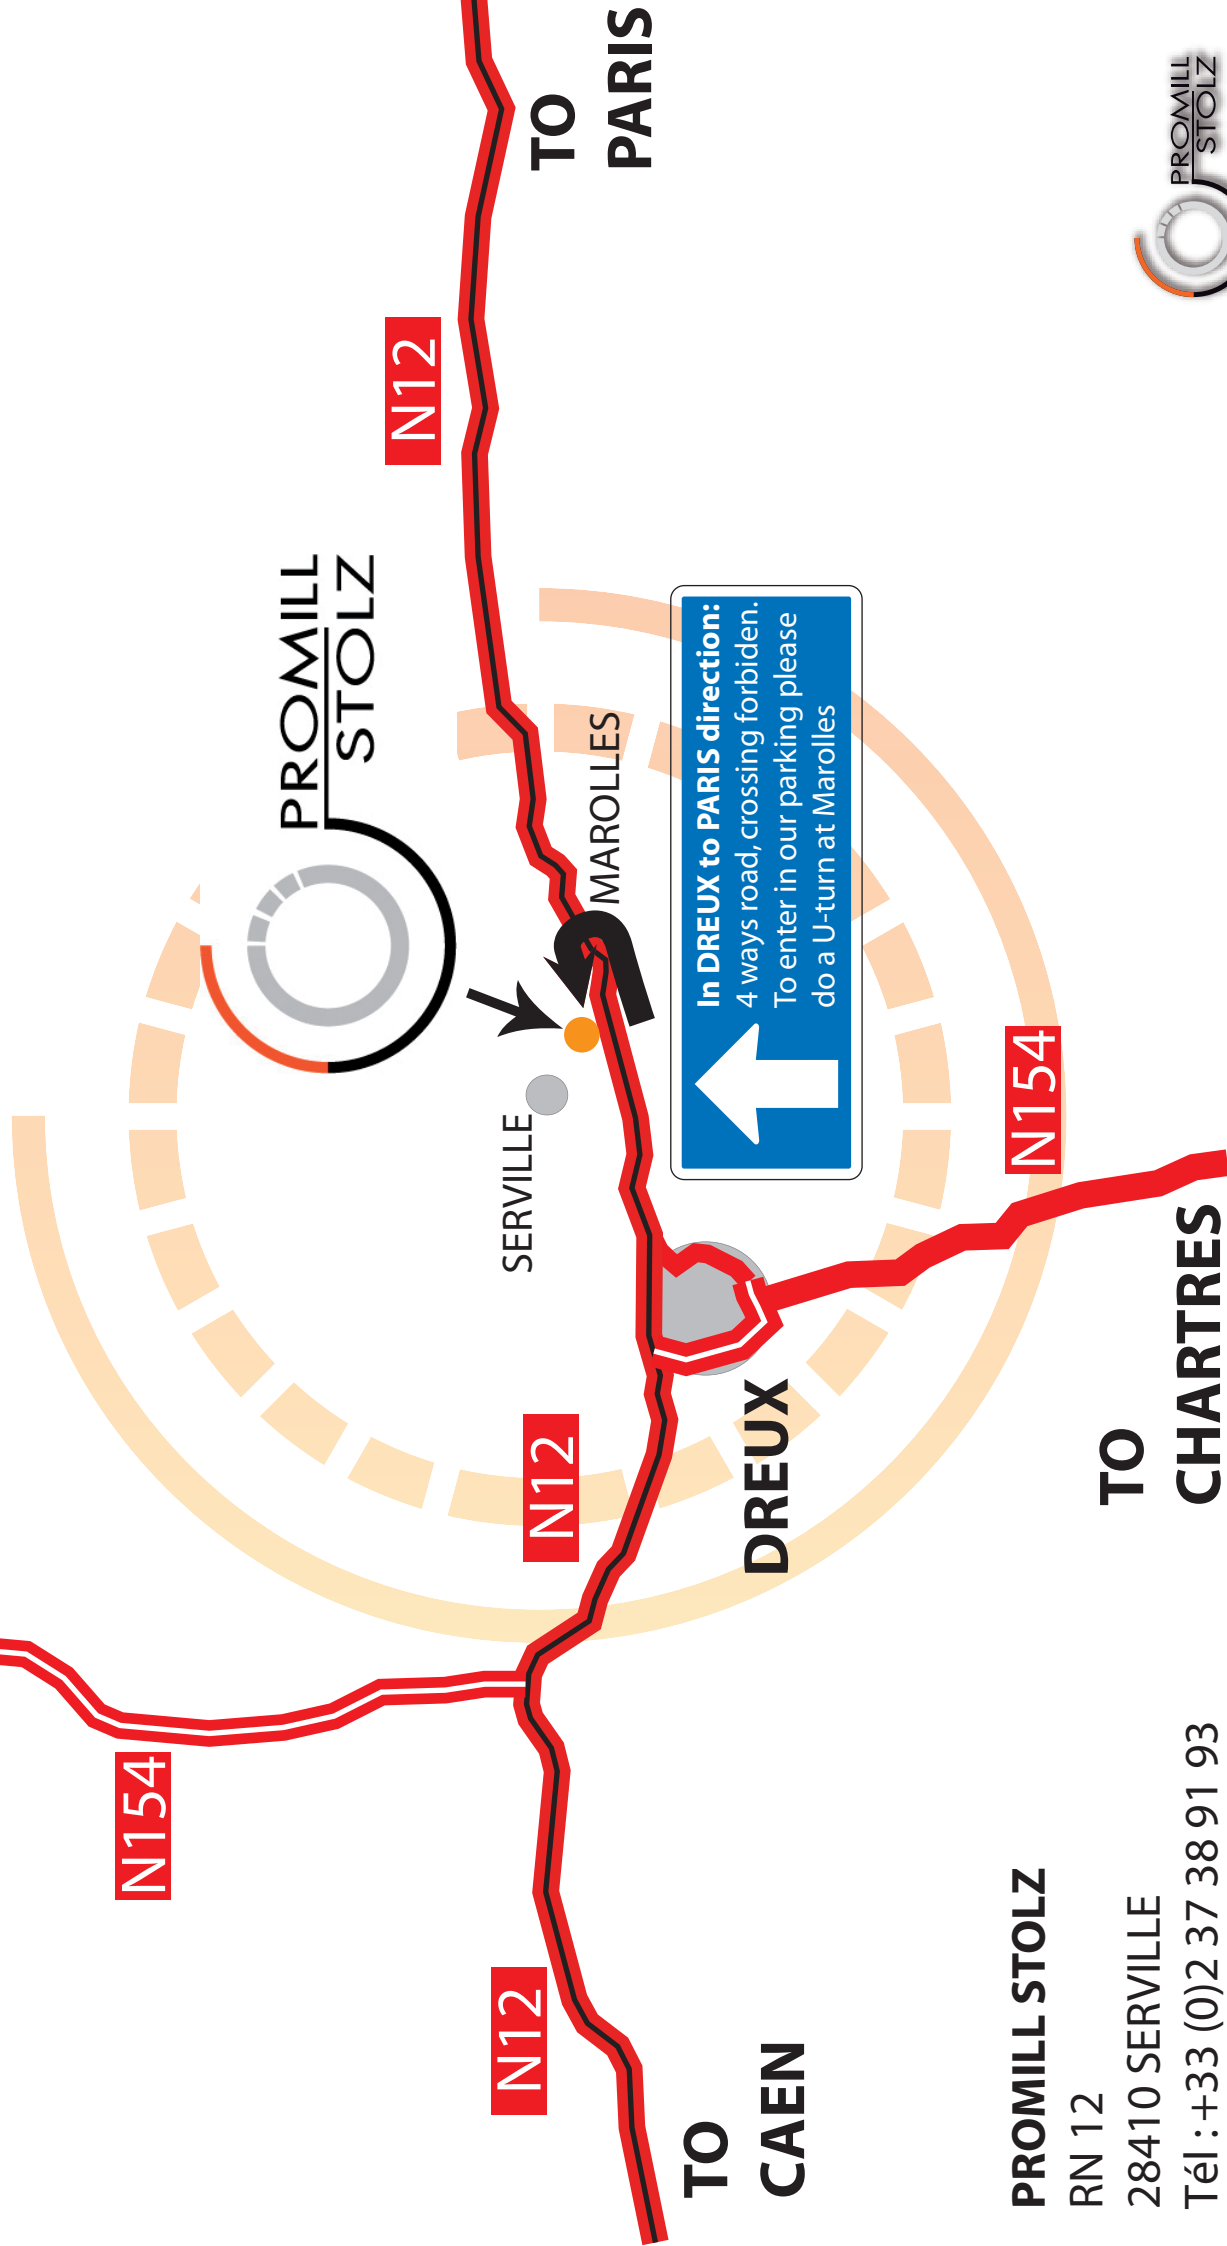 N154
PROMILL
STOLZ
N12
TO
PARIS
SERVILLE
MAROLLES
N12
N12
In DREUX to PARIS direction:
4 ways road, crossing forbiden.
To enter in our parking please
do a U-turn at Marolles
DREUX
TO
CAEN
N154
TO
CHARTRES
PROMILL STOLZ
RN 12
28410 SERVILLE
Tél : +33 (0)2 37 38 91 93
PROMILL
STOLZ